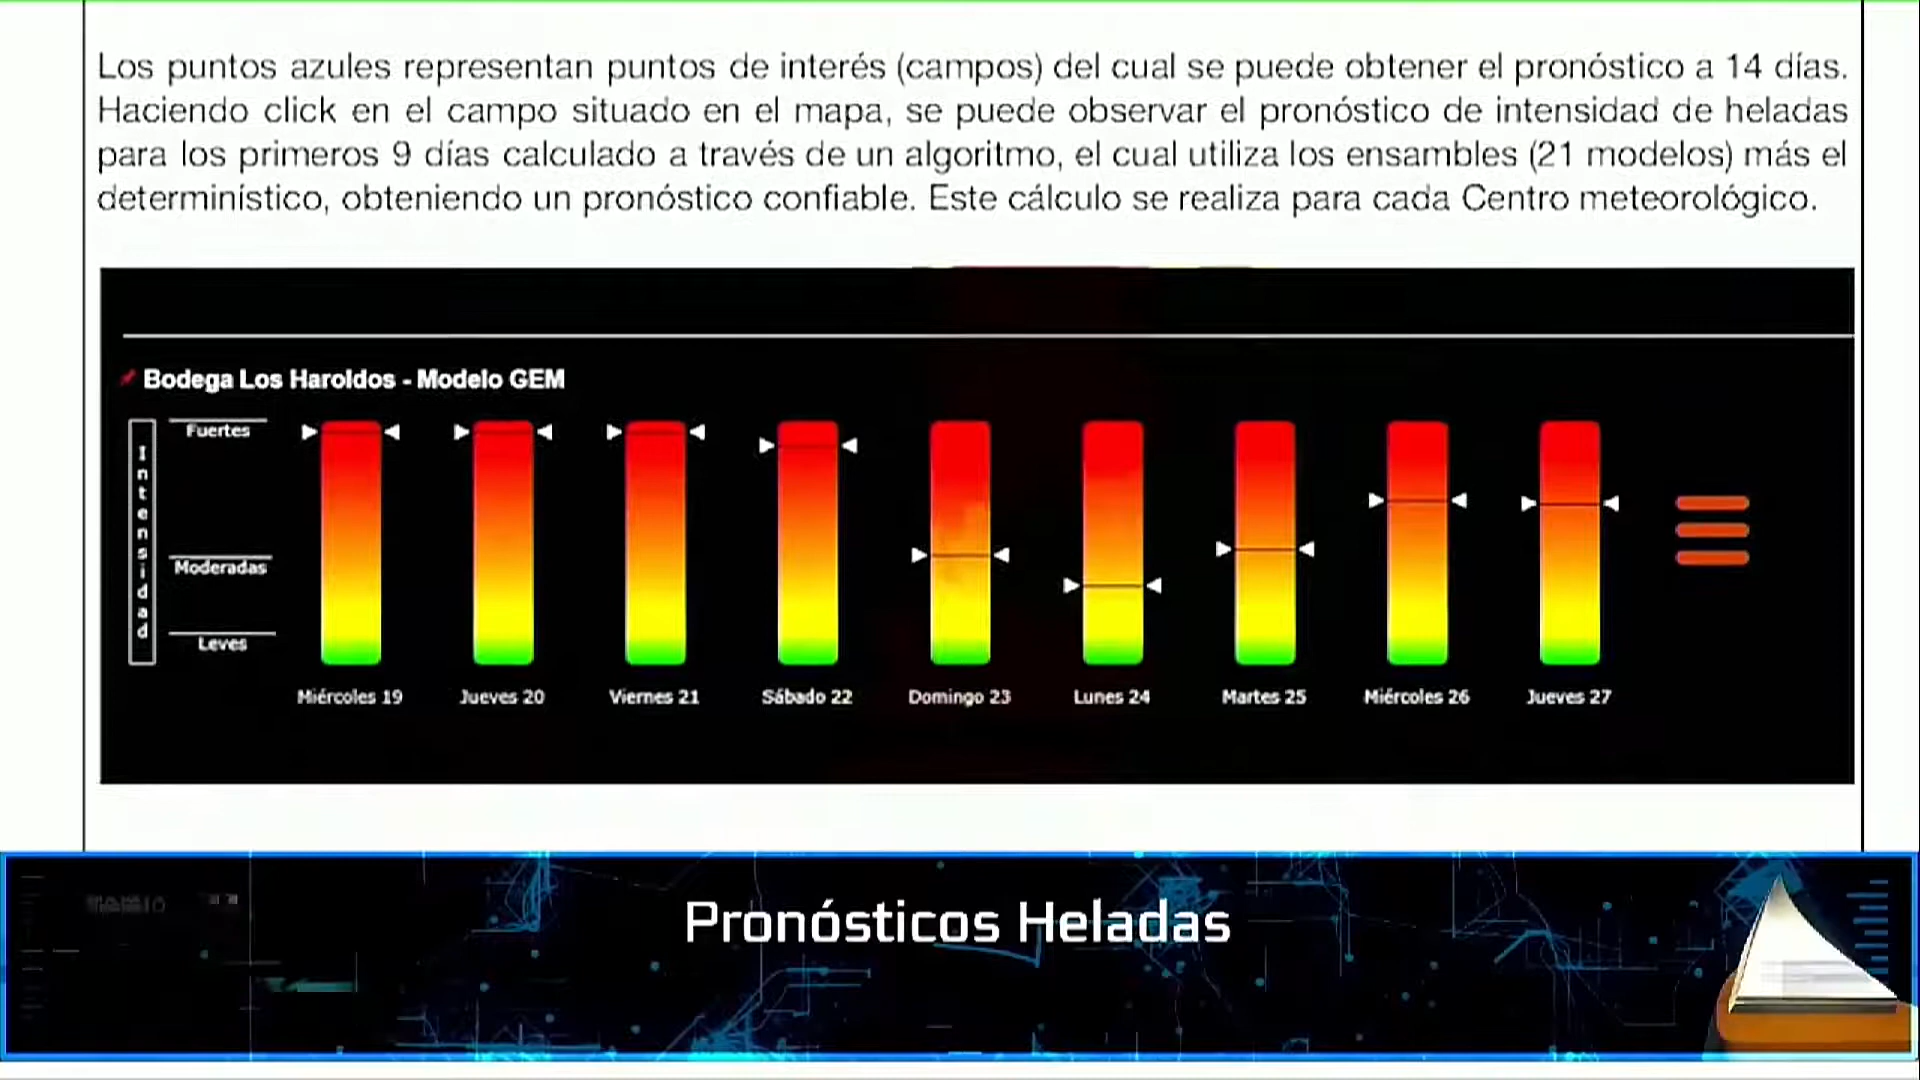 Los puntos azules representan puntos de interés (campos) del cual se puede obtener el pronóstico a 14 días.
Haciendo click en el campo situado en el mapa, se puede observar el pronóstico de intensidad de heladas
para los primeros 9 días calculado a través de un algoritmo, el cual utiliza los ensambles (21 modelos) más el
determinístico, obteniendo un pronóstico confiable. Este cálculo se realiza para cada Centro meteorológico.
Bodega Los Haroldos - Modelo GEM
Intensidad
Fuertes
Moderadas
Leves
Miércoles 19 Jueves 20 Viernes 21 Sábado 22 Domingo 23 Lunes 24 Martes 25 Miércoles 26 Jueves 27
Pronósticos Heladas